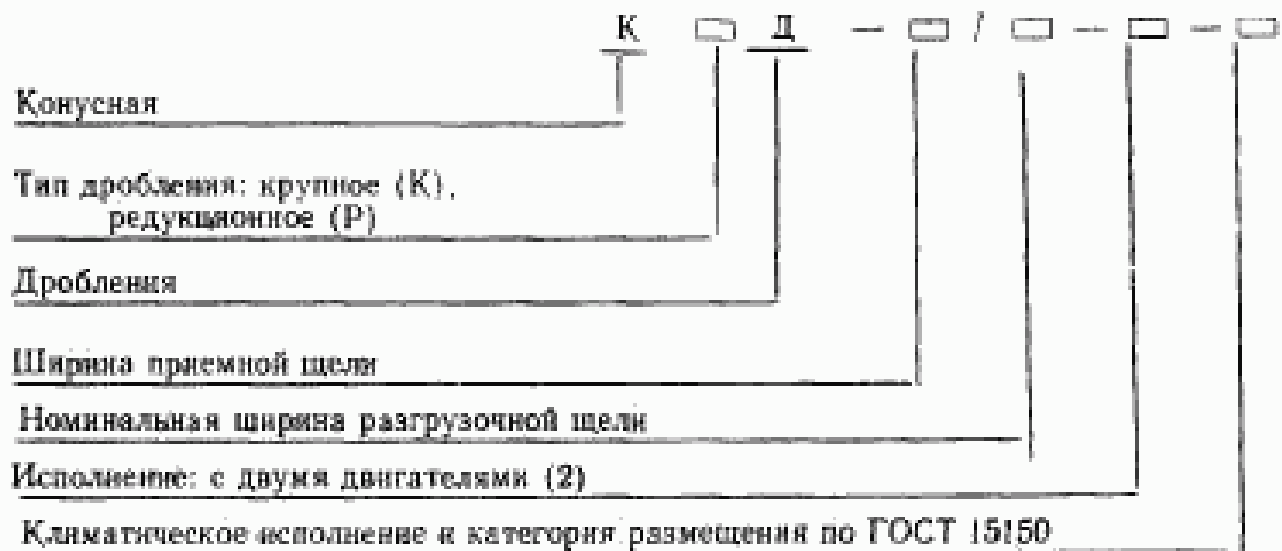 К □ Д – □ / □ – □ – □
Конусная
Тип дробления: крупное (К),
редукционное (Р)
Дробления
Ширина приемной щели
Номинальная ширина разгрузочной щели
Исполнение: с двумя двигателями (2)
Климатическое исполнение и категория размещения по ГОСТ 15150